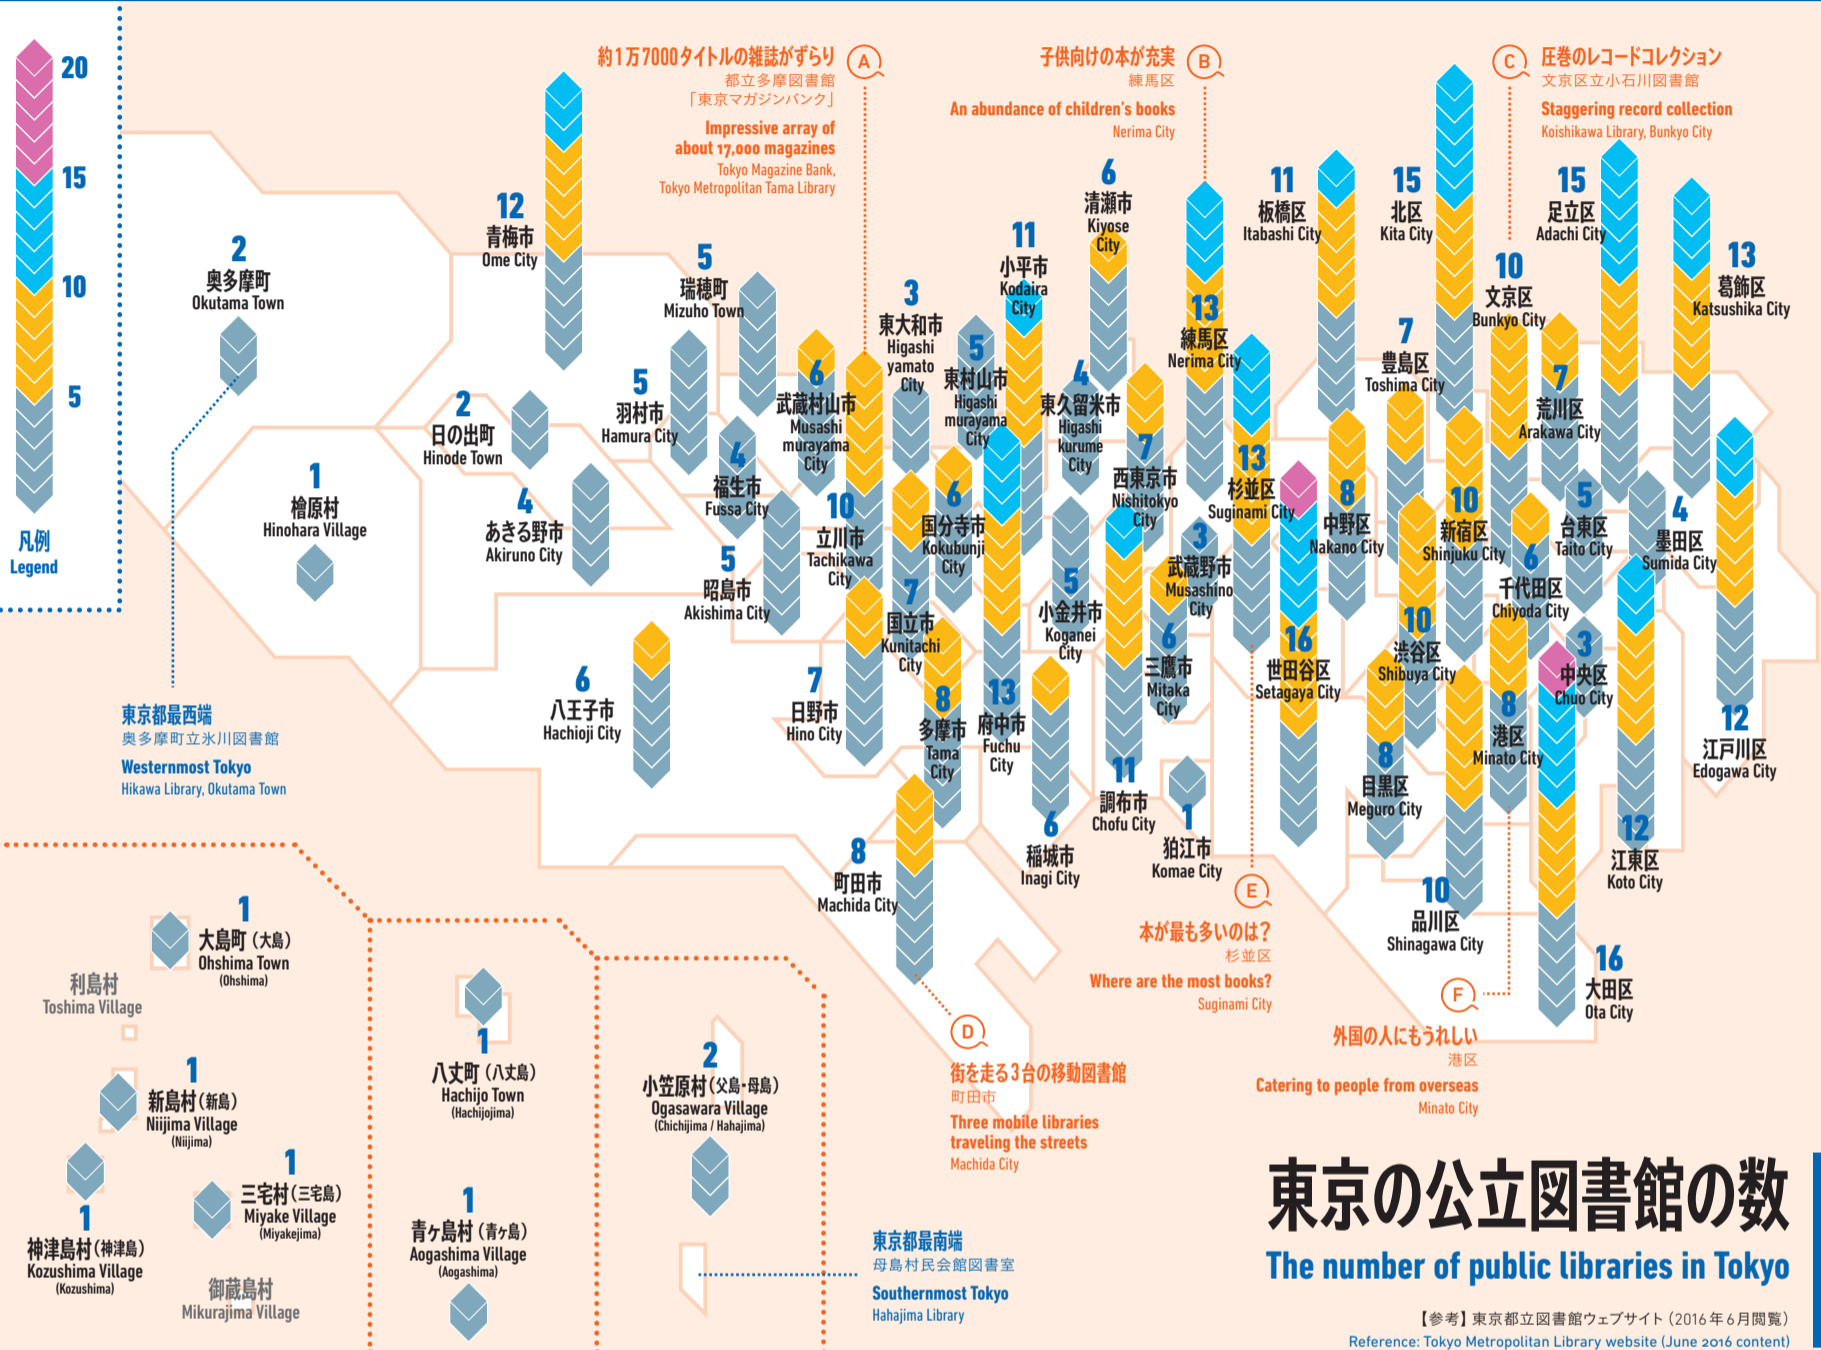 20
15
10
5
凡例
Legend
約1万7000タイトルの雑誌がずらり
都立多摩図書館
「東京マガジンバンク」
Impressive array of
about 17,000 magazines
Tokyo Magazine Bank,
Tokyo Metropolitan Tama Library
A
子供向けの本が充実
練馬区
An abundance of children's books
Nerima City
B
C
圧巻のレコードコレクション
文京区立小石川図書館
Staggering record collection
Koishikawa Library, Bunkyo City
2
奥多摩町
Okutama Town
12
青梅市
Ome City
5
瑞穂町
Mizuho Town
3
東大和市
Higashi
yamato
City
11
小平市
Kodaira
City
6
清瀬市
Kiyose
City
13
練馬区
Nerima City
11
板橋区
Itabashi City
15
北区
Kita City
15
足立区
Adachi City
13
葛飾区
Katsushika City
10
文京区
Bunkyo City
7
豊島区
Toshima City
7
荒川区
Arakawa City
2
日の出町
Hinode Town
5
羽村市
Hamura City
6
武蔵村山市
Musashi
murayama
City
5
東村山市
Higashi
murayama
City
4
東久留米市
Higashi
kurume
City
1
檜原村
Hinohara Village
4
あきる野市
Akiruno City
4
福生市
Fussa City
10
立川市
Tachikawa
City
6
国分寺市
Kokubunji
City
7
西東京市
Nishitokyo
City
13
杉並区
Suginami City
8
中野区
Nakano City
10
新宿区
Shinjuku City
5
台東区
Taito City
4
墨田区
Sumida City
5
昭島市
Akishima City
7
国立市
Kunitachi
City
5
小金井市
Koganei
City
3
武蔵野市
Musashino
City
6
千代田区
Chiyoda City
6
八王子市
Hachioji City
7
日野市
Hino City
8
多摩市
Tama
City
13
府中市
Fuchu
City
6
三鷹市
Mitaka
City
16
世田谷区
Setagaya City
10
渋谷区
Shibuya City
3
中央区
Chuo City
8
港区
Minato City
12
江戸川区
Edogawa City
東京都最西端
奥多摩町立氷川図書館
Westernmost Tokyo
Hikawa Library, Okutama Town
8
町田市
Machida City
6
稲城市
Inagi City
11
調布市
Chofu City
1
狛江市
Komae City
8
目黒区
Meguro City
12
江東区
Koto City
10
品川区
Shinagawa City
16
大田区
Ota City
E
本が最も多いのは？
杉並区
Where are the most books?
Suginami City
F
外国の人にもうれしい
港区
Catering to people from overseas
Minato City
D
街を走る3台の移動図書館
町田市
Three mobile libraries
traveling the streets
Machida City
1
大島町（大島）
Ohshima Town
(Ohshima)
利島村
Toshima Village
1
新島村（新島）
Niijima Village
(Niijima)
1
神津島村（神津島）
Kozushima Village
(Kozushima)
1
三宅村（三宅島）
Miyake Village
(Miyakejima)
御蔵島村
Mikurajima Village
1
八丈町（八丈島）
Hachijo Town
(Hachijojima)
1
青ヶ島村（青ヶ島）
Aogashima Village
(Aogashima)
2
小笠原村（父島・母島）
Ogasawara Village
(Chichijima / Hahajima)
東京都最南端
母島村民会館図書室
Southernmost Tokyo
Hahajima Library
東京の公立図書館の数
The number of public libraries in Tokyo
【参考】東京都立図書館ウェブサイト（2016年6月閲覧）
Reference: Tokyo Metropolitan Library website (June 2016 content)